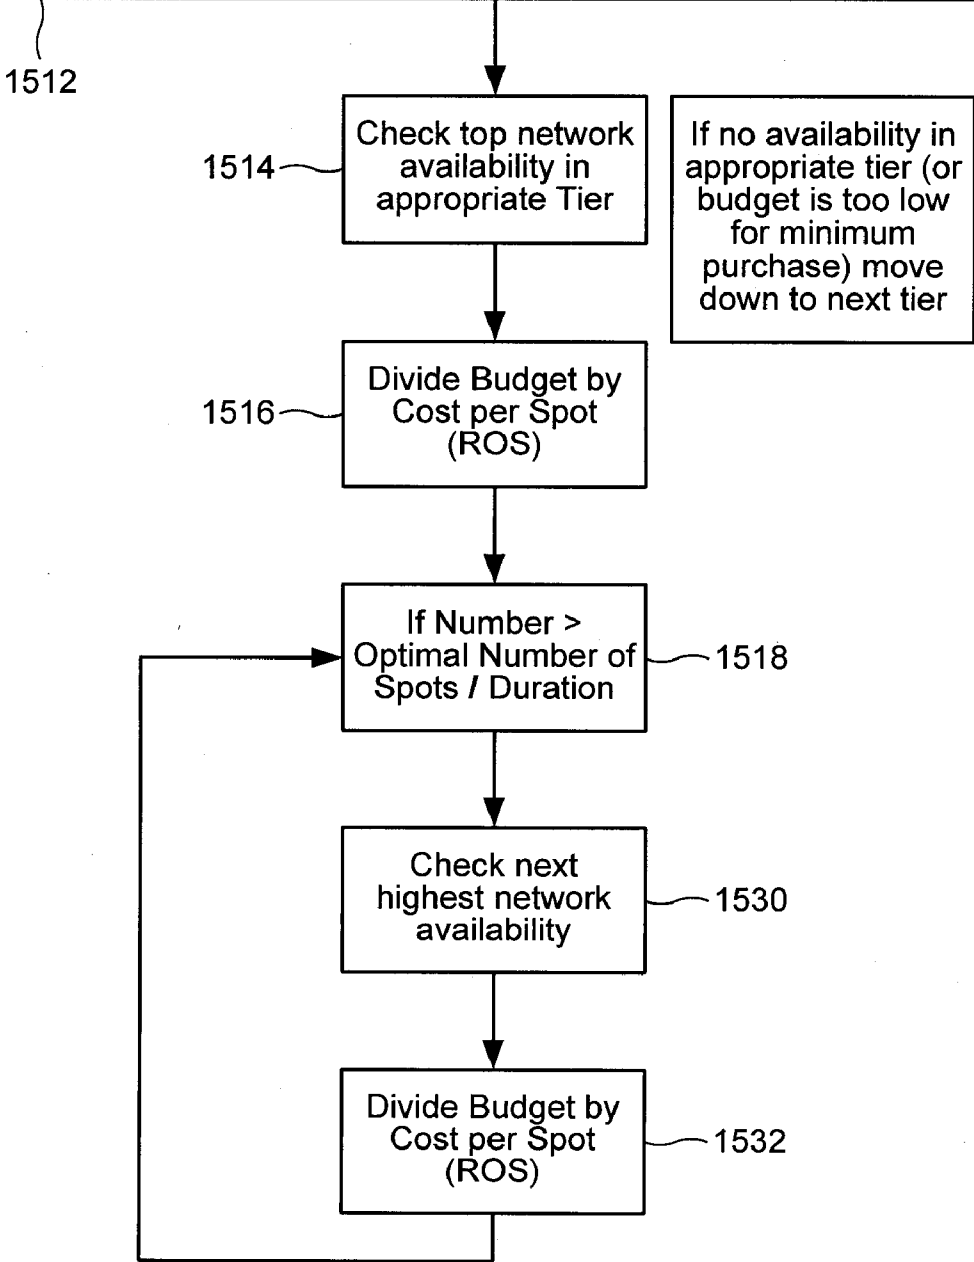 1512
Check top network
availability in
appropriate Tier
1514
If no availability in
appropriate tier (or
budget is too low
for minimum
purchase) move
down to next tier
Divide Budget by
Cost per Spot
(ROS)
1516
If Number >
Optimal Number of
Spots / Duration
1518
Check next
highest network
availability
1530
Divide Budget by
Cost per Spot
(ROS)
1532